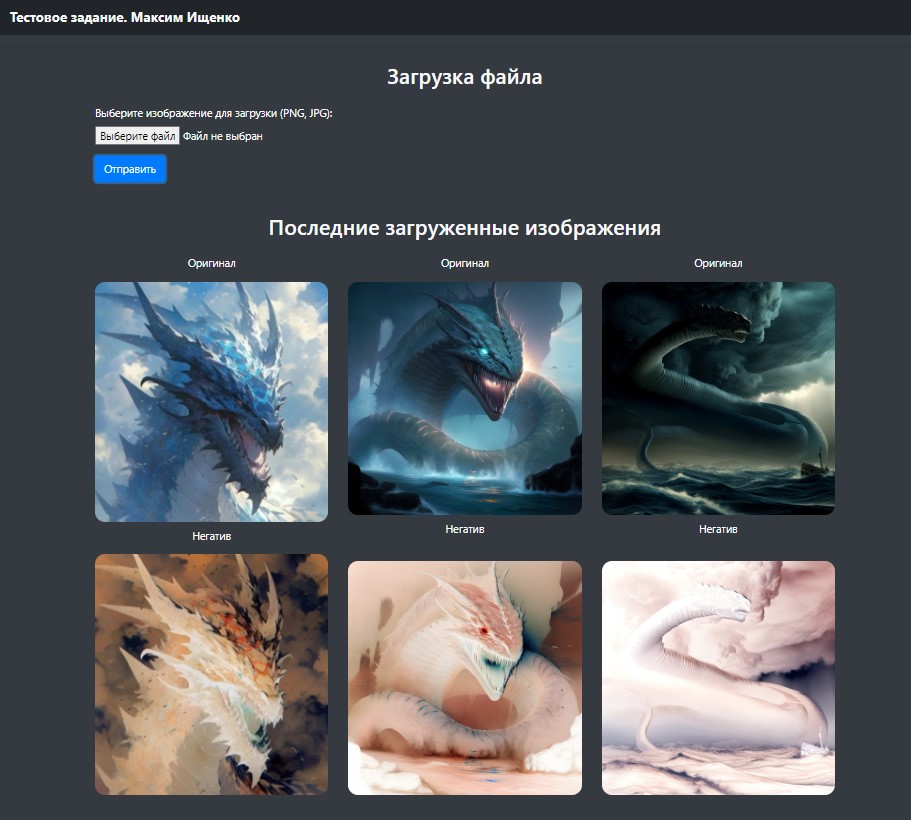 Тестовое задание. Максим Ищенко
Загрузка файла
Выберите изображение для загрузки (PNG, JPG):
Выберите файл Файл не выбран
Отправить
Последние загруженные изображения
Оригинал Оригинал Оригинал
Негатив Негатив Негатив